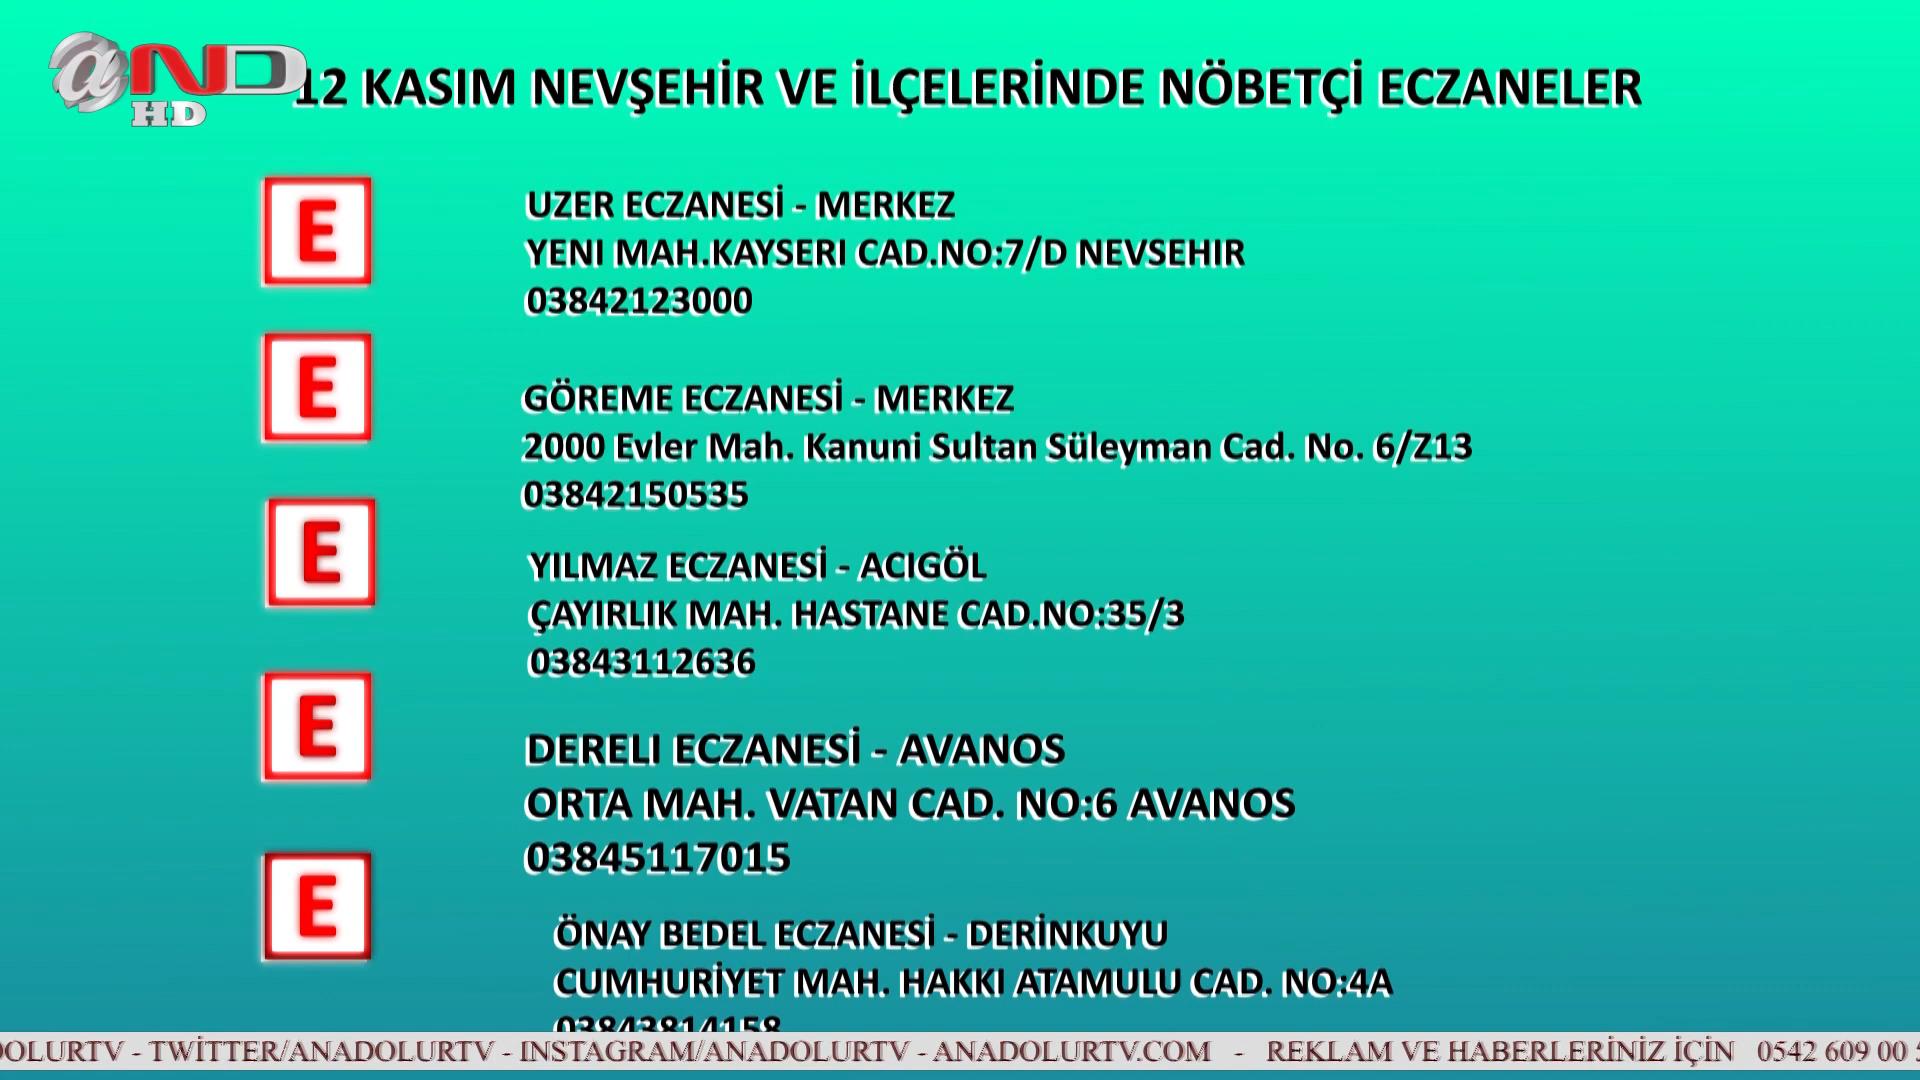 @ND
HD
12 KASIM NEVŞEHİR VE İLÇELERİNDE NÖBETÇİ ECZANELER
E
UZER ECZANESİ - MERKEZ
YENI MAH.KAYSERI CAD.NO:7/D NEVSEHIR
03842123000
E
GÖREME ECZANESİ - MERKEZ
2000 Evler Mah. Kanuni Sultan Süleyman Cad. No. 6/Z13
03842150535
E
YILMAZ ECZANESİ - ACIGÖL
ÇAYIRLIK MAH. HASTANE CAD.NO:35/3
03843112636
E
DERELI ECZANESİ - AVANOS
ORTA MAH. VATAN CAD. NO:6 AVANOS
03845117015
E
ÖNAY BEDEL ECZANESİ - DERİNKUYU
CUMHURİYET MAH. HAKKI ATAMULU CAD. NO:4A
03843814158
DOLURTV - TWİTTER/ANADOLURTV - INSTAGRAM/ANADOLURTV - ANADOLURTV.COM - REKLAM VE HABERLERİNİZ İÇİN 0542 609 00